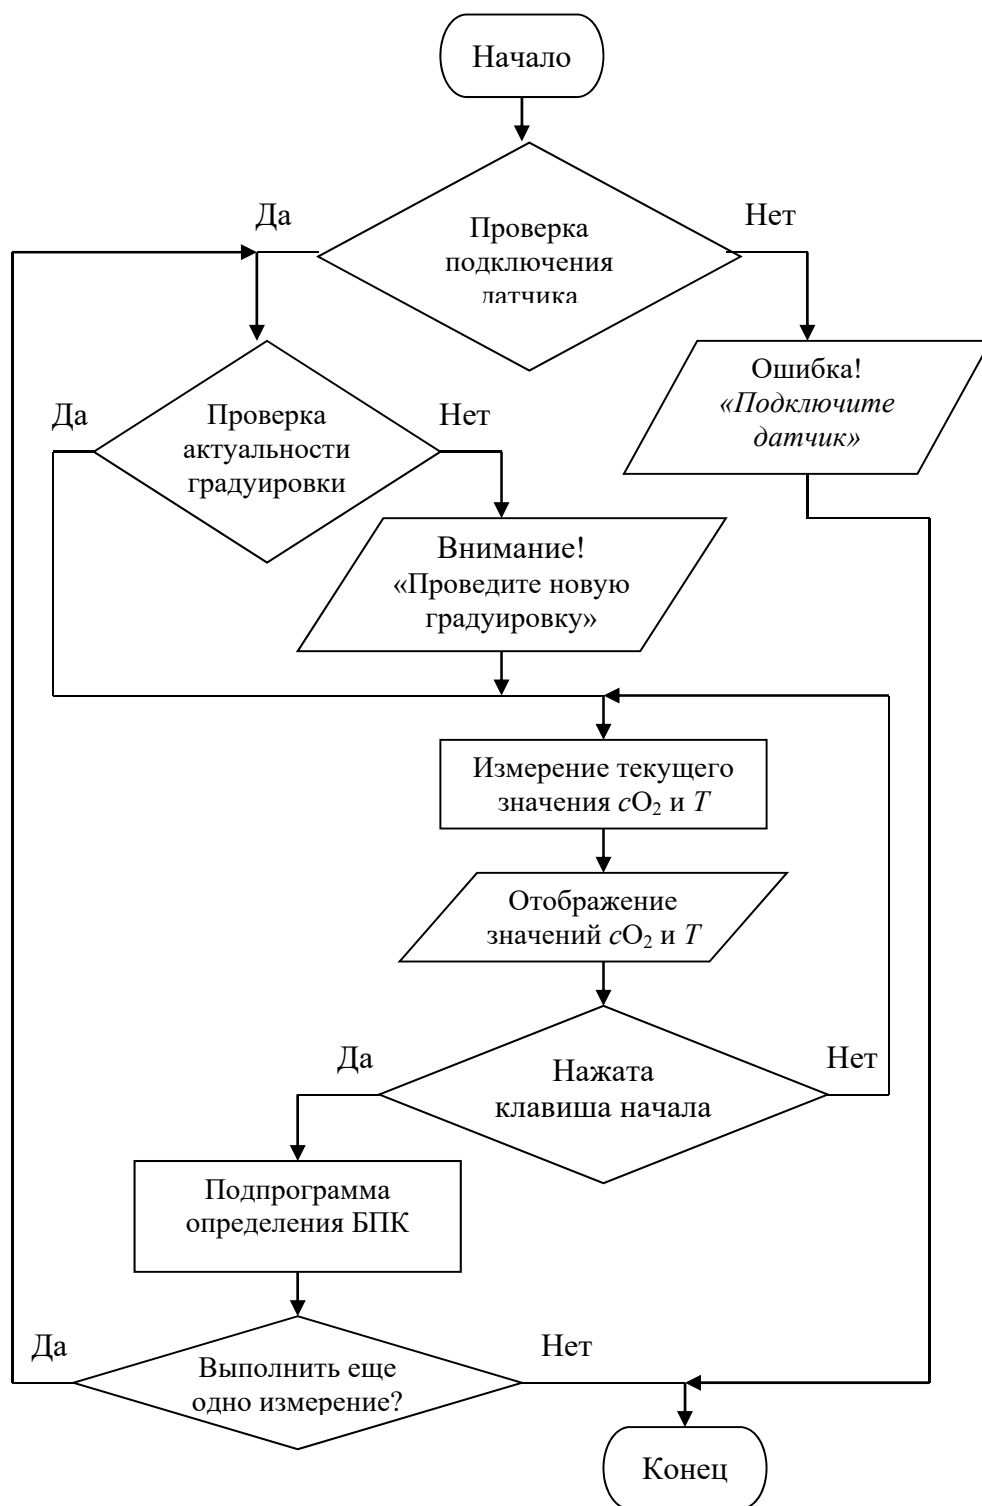 Начало
Да
Нет
Проверка
подключения
датчика
Да
Проверка
актуальности
градуировки
Нет
Ошибка!
«Подключите
датчик»
Внимание!
«Проведите новую
градуировку»
Измерение текущего
значения cO₂ и T
Отображение
значений cO₂ и T
Да
Нет
Нажата
клавиша начала
Подпрограмма
определения БПК
Да
Нет
Выполнить еще
одно измерение?
Конец